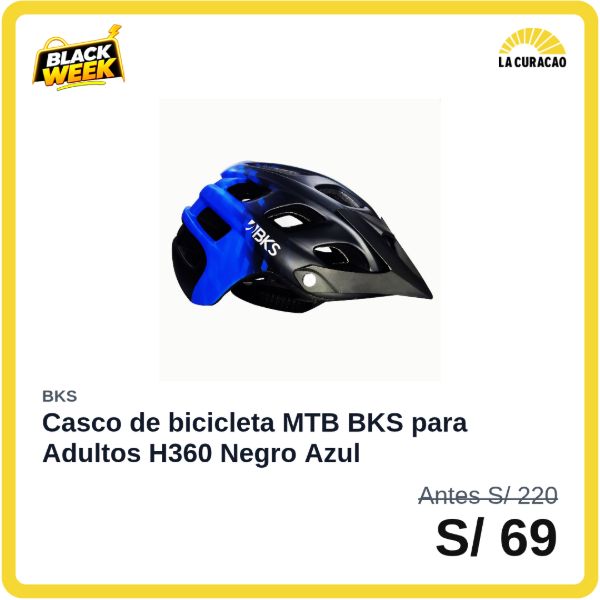 BLACK
WEEK
LA CURACAO
BKS
BKS
Casco de bicicleta MTB BKS para
Adultos H360 Negro Azul
Antes S/ 220
S/ 69